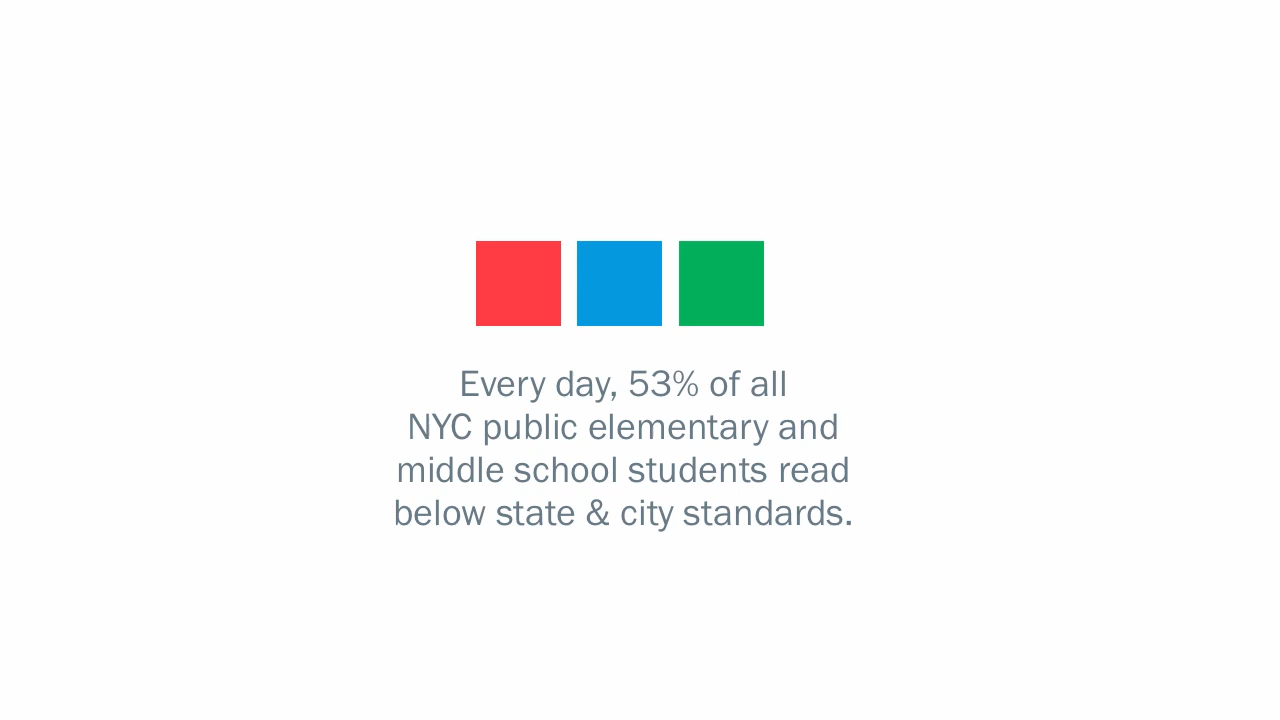 Every day, 53% of all
NYC public elementary and
middle school students read
below state & city standards.